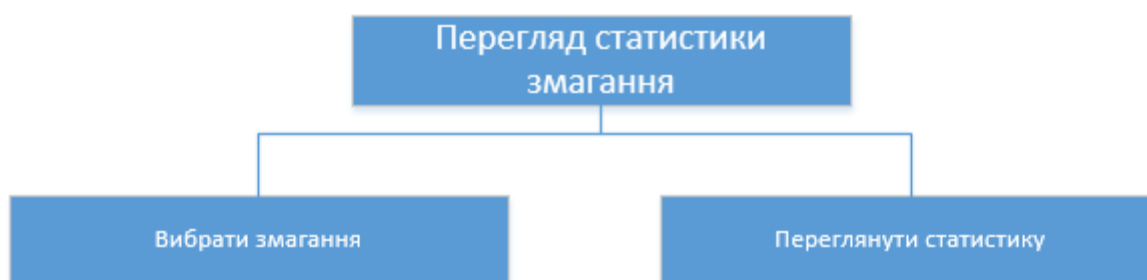 Перегляд статистики
змагання
Вибрати змагання
Переглянути статистику